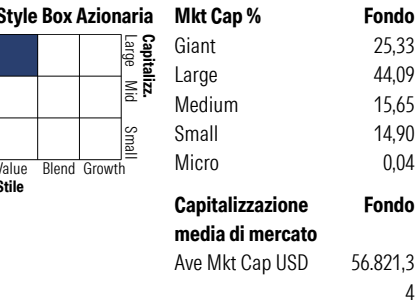 Style Box Azionaria
Capitalizz.
Large Mid Small
Value Blend Growth
Stile
Mkt Cap % Fondo
Giant 25,33
Large 44,09
Medium 15,65
Small 14,90
Micro 0,04
Capitalizzazione Fondo
media di mercato
Ave Mkt Cap USD 56.821,3
4